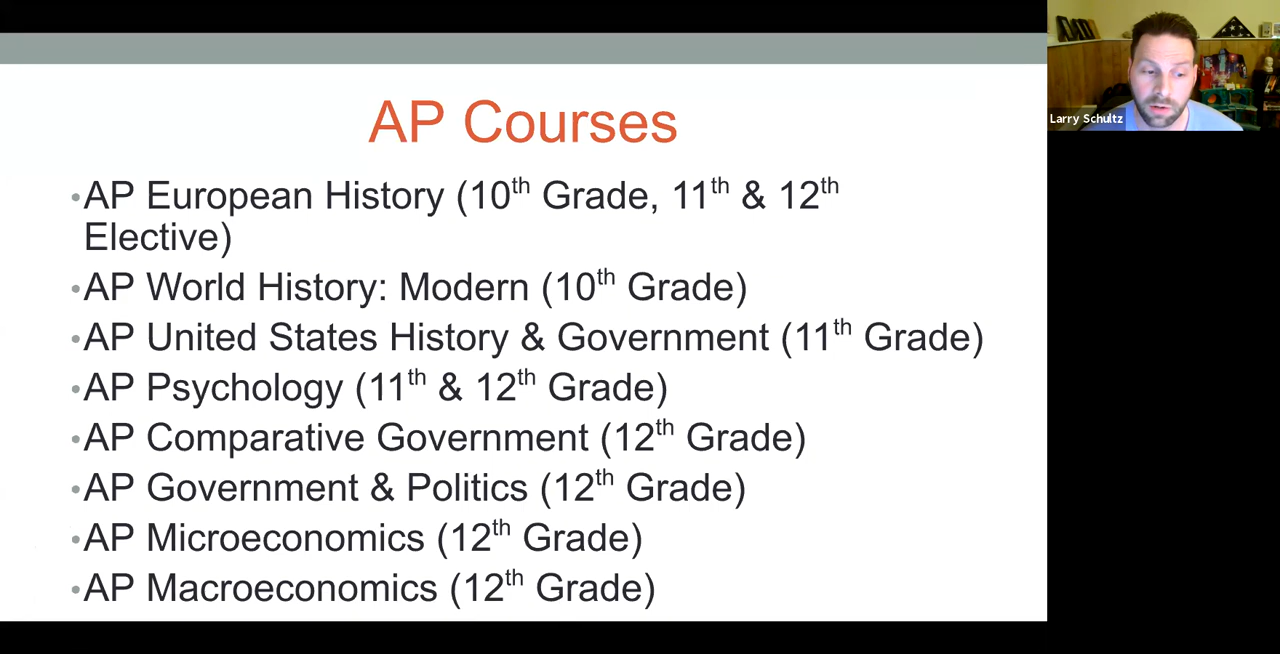 AP Courses
•AP European History (10th Grade, 11th & 12th
Elective)
•AP World History: Modern (10th Grade)
•AP United States History & Government (11th Grade)
•AP Psychology (11th & 12th Grade)
•AP Comparative Government (12th Grade)
•AP Government & Politics (12th Grade)
•AP Microeconomics (12th Grade)
•AP Macroeconomics (12th Grade)
Larry Schultz